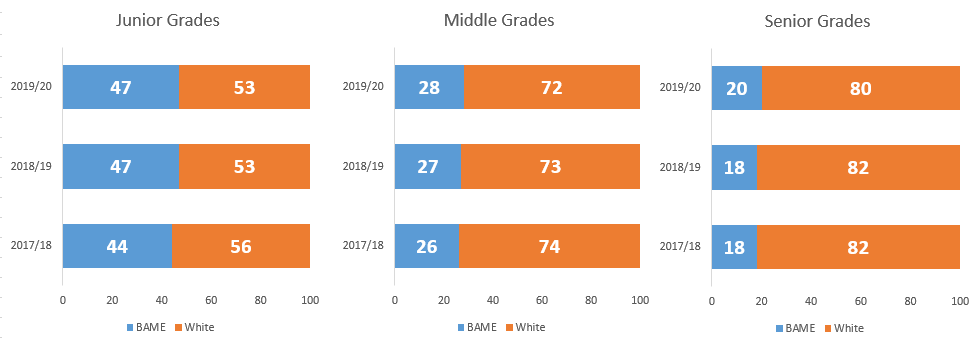 Junior Grades
2019/20 47 53
2018/19 47 53
2017/18 44 56
0 20 40 60 80 100
BAME White
Middle Grades
2019/20 28 72
2018/19 27 73
2017/18 26 74
0 20 40 60 80 100
BAME White
Senior Grades
2019/20 20 80
2018/19 18 82
2017/18 18 82
0 20 40 60 80 100
BAME White